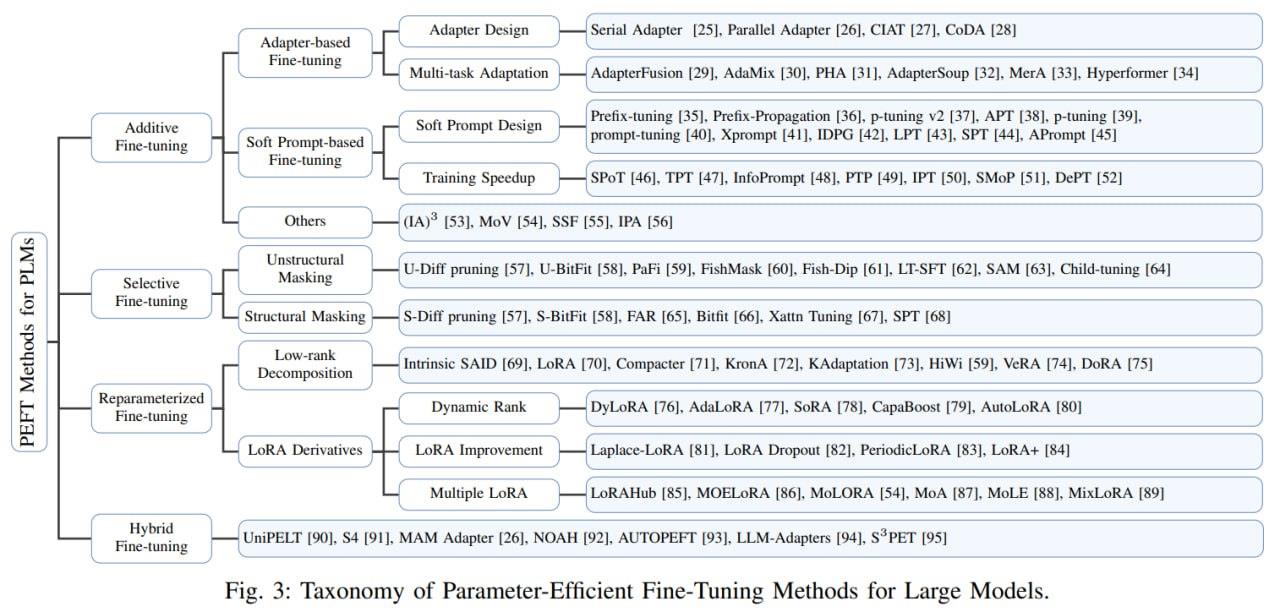 PEFT Methods for PLMs
Additive
Fine-tuning
Adapter-based
Fine-tuning
Adapter Design
Serial Adapter [25], Parallel Adapter [26], CIAT [27], CoDA [28]
Multi-task Adaptation
AdapterFusion [29], AdaMix [30], PHA [31], AdapterSoup [32], MerA [33], Hyperformer [34]
Soft Prompt-based
Fine-tuning
Soft Prompt Design
Prefix-tuning [35], Prefix-Propagation [36], p-tuning v2 [37], APT [38], p-tuning [39],
prompt-tuning [40], Xprompt [41], IDPG [42], LPT [43], SPT [44], APrompt [45]
Training Speedup
SPoT [46], TPT [47], InfoPrompt [48], PTP [49], IPT [50], SMoP [51], DePT [52]
Others
(IA)³ [53], MoV [54], SSF [55], IPA [56]
Selective
Fine-tuning
Unstructural
Masking
U-Diff pruning [57], U-BitFit [58], PaFi [59], FishMask [60], Fish-Dip [61], LT-SFT [62], SAM [63], Child-tuning [64]
Structural Masking
S-Diff pruning [57], S-BitFit [58], FAR [65], Bitfit [66], Xattn Tuning [67], SPT [68]
Reparameterized
Fine-tuning
Low-rank
Decomposition
Intrinsic SAID [69], LoRA [70], Compacter [71], KronA [72], KAdaptation [73], HiWi [59], VeRA [74], DoRA [75]
LoRA Derivatives
Dynamic Rank
DyLoRA [76], AdaLoRA [77], SoRA [78], CapaBoost [79], AutoLoRA [80]
LoRA Improvement
Laplace-LoRA [81], LoRA Dropout [82], PeriodicLoRA [83], LoRA+ [84]
Multiple LoRA
LoRAHub [85], MOELoRA [86], MoLORA [54], MoA [87], MoLE [88], MixLoRA [89]
Hybrid
Fine-tuning
UniPELT [90], S4 [91], MAM Adapter [26], NOAH [92], AUTOPEFT [93], LLM-Adapters [94], S³PET [95]
Fig. 3: Taxonomy of Parameter-Efficient Fine-Tuning Methods for Large Models.